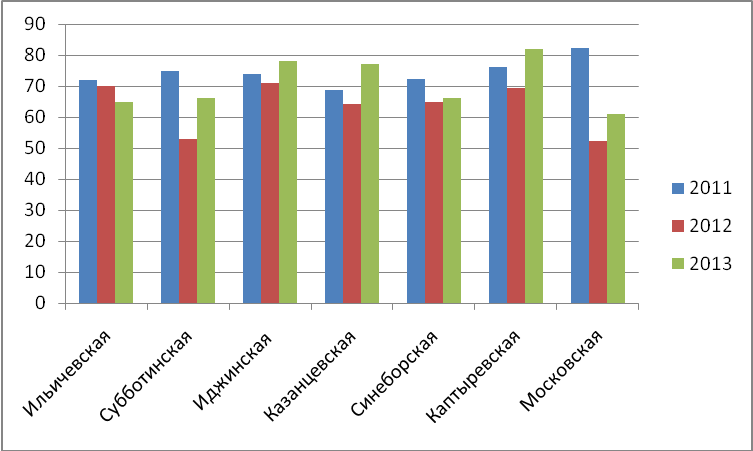 90
80
70
60
50
40
30
20
10
0
Ильичевская
Субботинская
Иджинская
Казанцевская
Синеборская
Каптыревская
Московская
2011
2012
2013